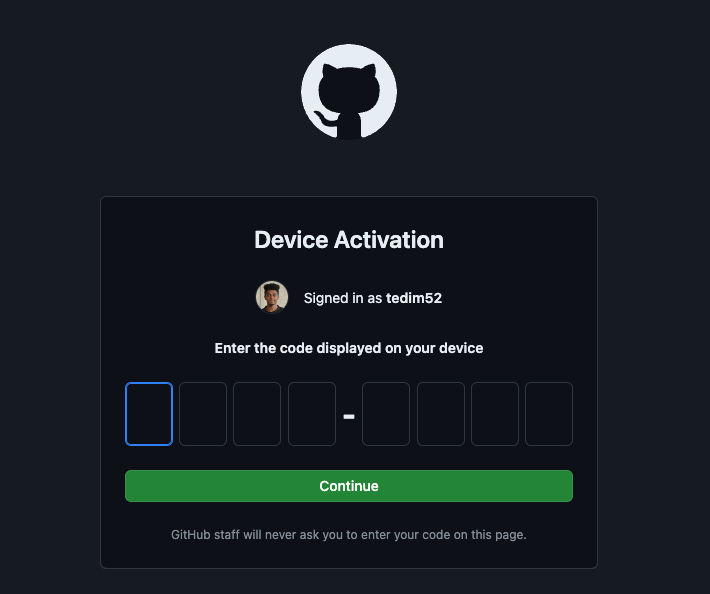 Device Activation
Signed in as tedim52
Enter the code displayed on your device
-
Continue
GitHub staff will never ask you to enter your code on this page.